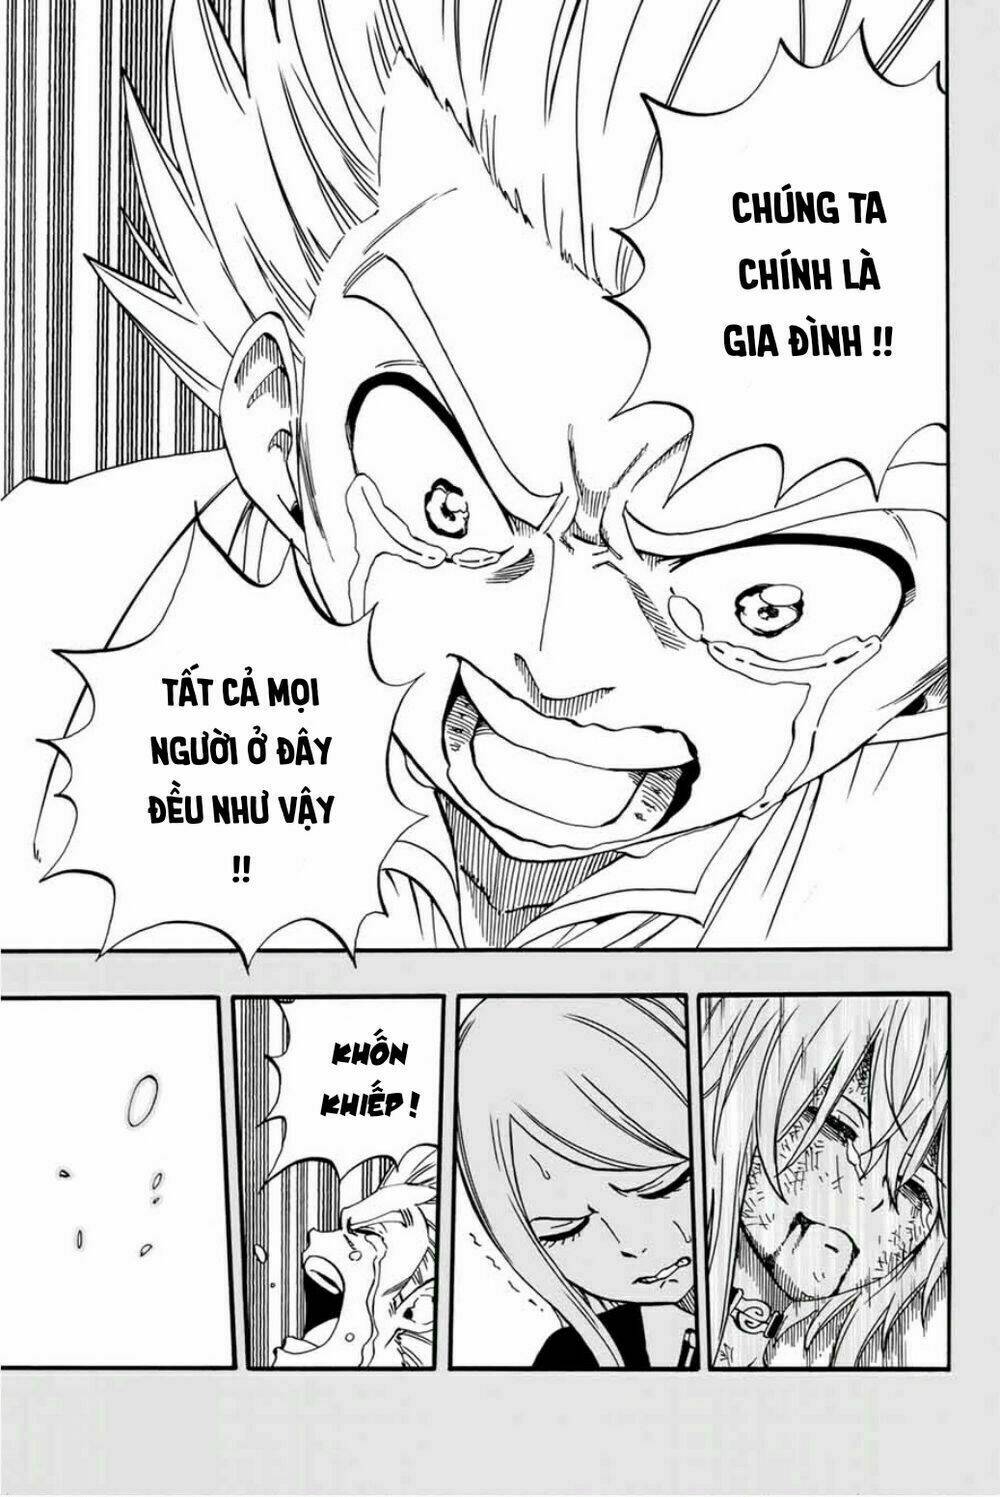 CHÚNG TA
CHÍNH LÀ
GIA ĐÌNH !!
TẤT CẢ MỌI
NGƯỜI Ở ĐÂY
ĐỀU NHƯ VẬY
!!
KHỐN
KHIẾP !